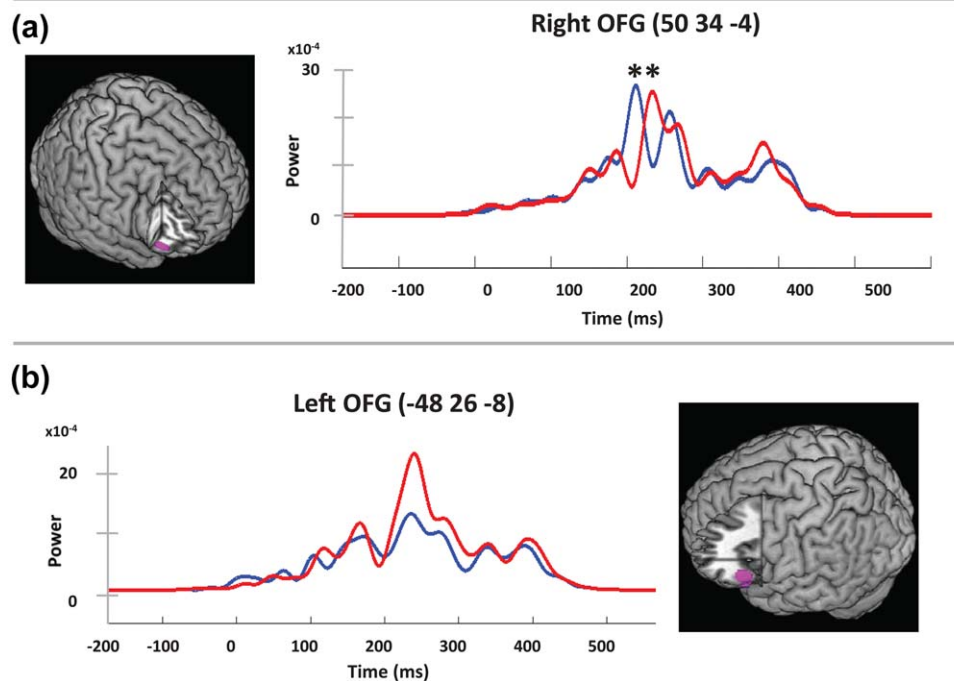 (a)
Right OFG (50 34 -4)
x10-4
30
**
Power
0
-200 -100 0 100 200 300 400 500
Time (ms)
(b)
Left OFG (-48 26 -8)
x10-4
20
Power
0
-200 -100 0 100 200 300 400 500
Time (ms)